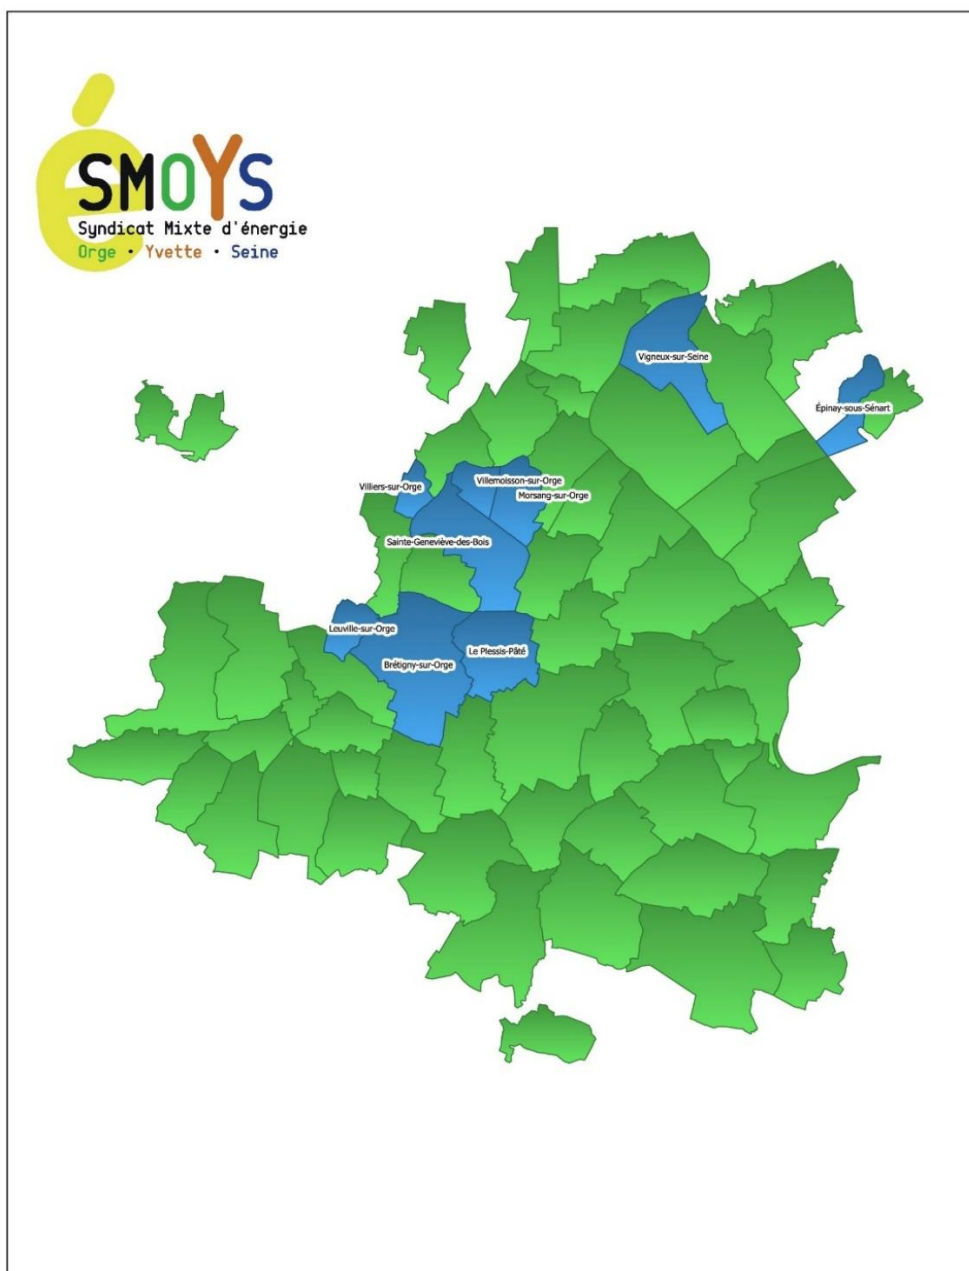 é
SMOYS
Syndicat Mixte d'énergie
Orge · Yvette · Seine
Vigneux-sur-Seine
Épinay-sous-Sénart
Villiers-sur-Orge
Villemoisson-sur-Orge
Morsang-sur-Orge
Sainte-Geneviève-des-Bois
Leuville-sur-Orge
Brétigny-sur-Orge
Le Plessis-Pâté